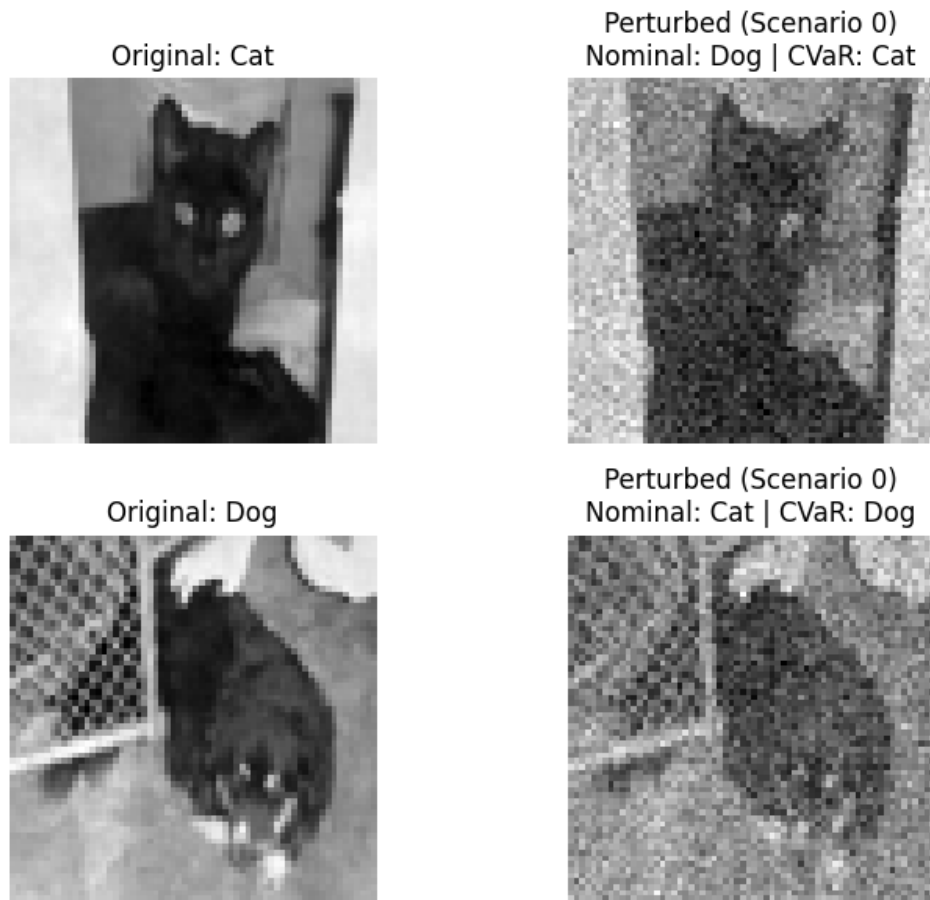 Original: Cat
Perturbed (Scenario 0)
Nominal: Dog | CVaR: Cat
Original: Dog
Perturbed (Scenario 0)
Nominal: Cat | CVaR: Dog